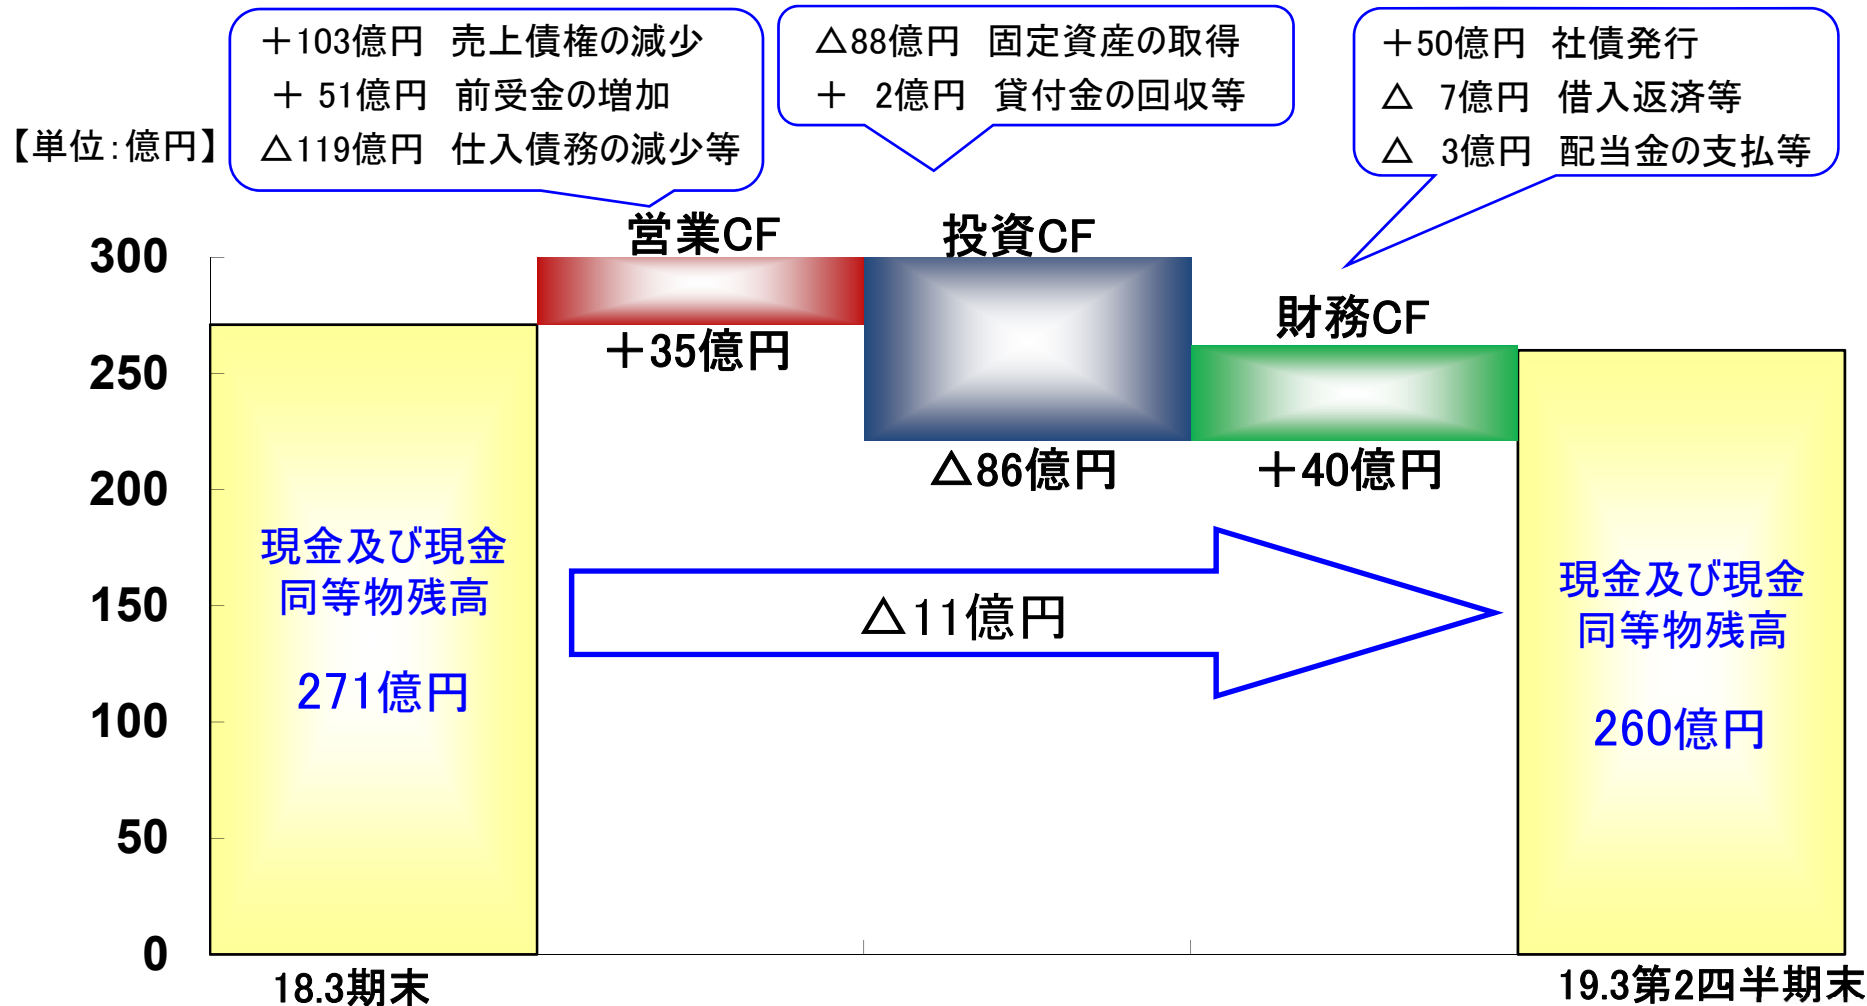 ＋103億円 売上債権の減少
＋ 51億円 前受金の増加
△119億円 仕入債務の減少等
△88億円 固定資産の取得
＋ 2億円 貸付金の回収等
＋50億円 社債発行
△ 7億円 借入返済等
△ 3億円 配当金の支払等
【単位：億円】
営業CF
投資CF
財務CF
＋35億円
△86億円
＋40億円
300
250
200
150
100
50
0
現金及び現金
同等物残高
271億円
△11億円
現金及び現金
同等物残高
260億円
18.3期末
19.3第2四半期末